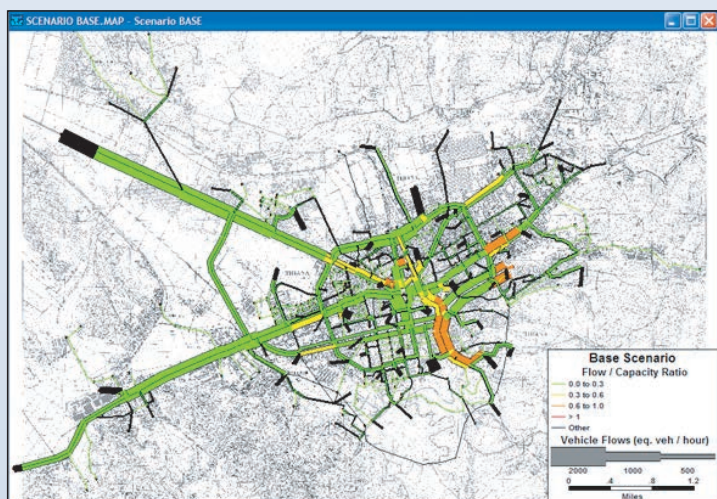 SCENARIO BASE.MAP - Scenario BASE
TIRANA
TIRANA
Base Scenario
Flow / Capacity Ratio
0.0 to 0.3
0.3 to 0.6
0.6 to 1.0
> 1
Other
Vehicle Flows (eq. veh / hour)
2000 1000 500
0 .4 .8 1.2
Miles